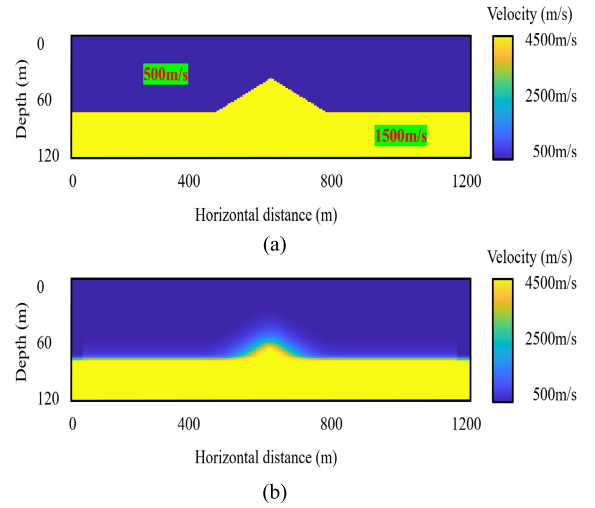 Velocity (m/s)
0
60
120
Depth (m)
500m/s
1500m/s
4500m/s
2500m/s
500m/s
0 400 800 1200
Horizontal distance (m)
(a)
Velocity (m/s)
0
60
120
Depth (m)
4500m/s
2500m/s
500m/s
0 400 800 1200
Horizontal distance (m)
(b)